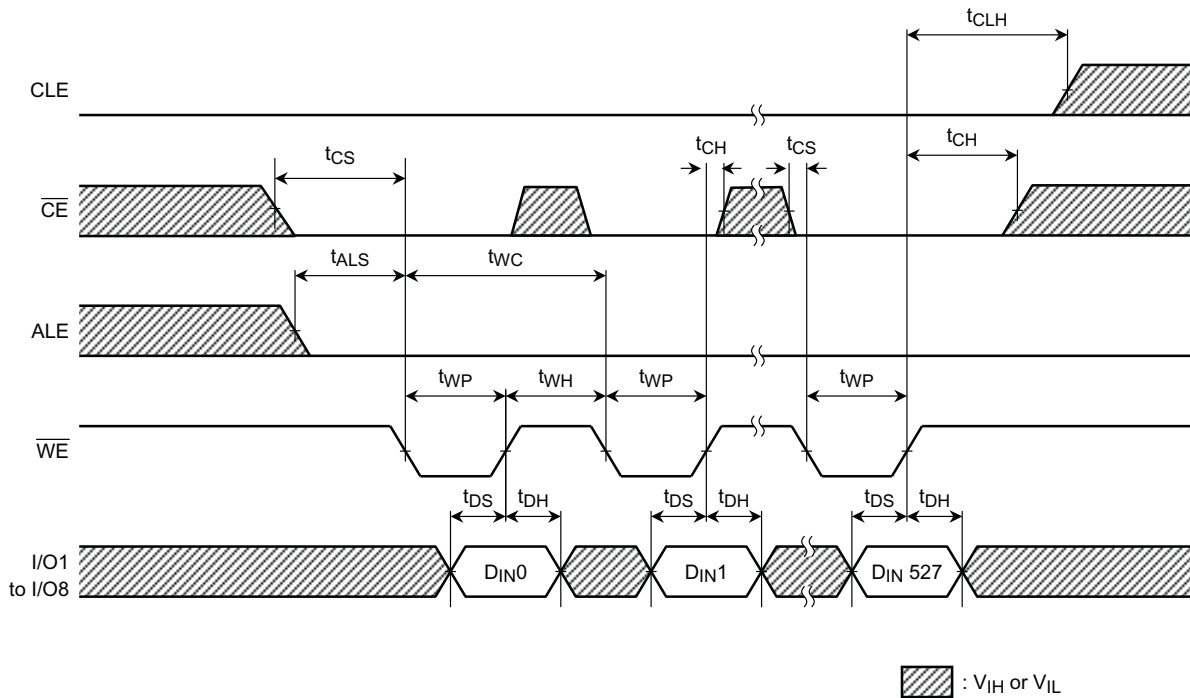 tCLH
CLE
tCS tCH tCS tCH
CE
tALS tWC
ALE
tWP tWH tWP tWP
WE
tDS tDH tDS tDH tDS tDH
I/O1
to I/O8
DIN0 DIN1 DIN 527
: VIH or VIL